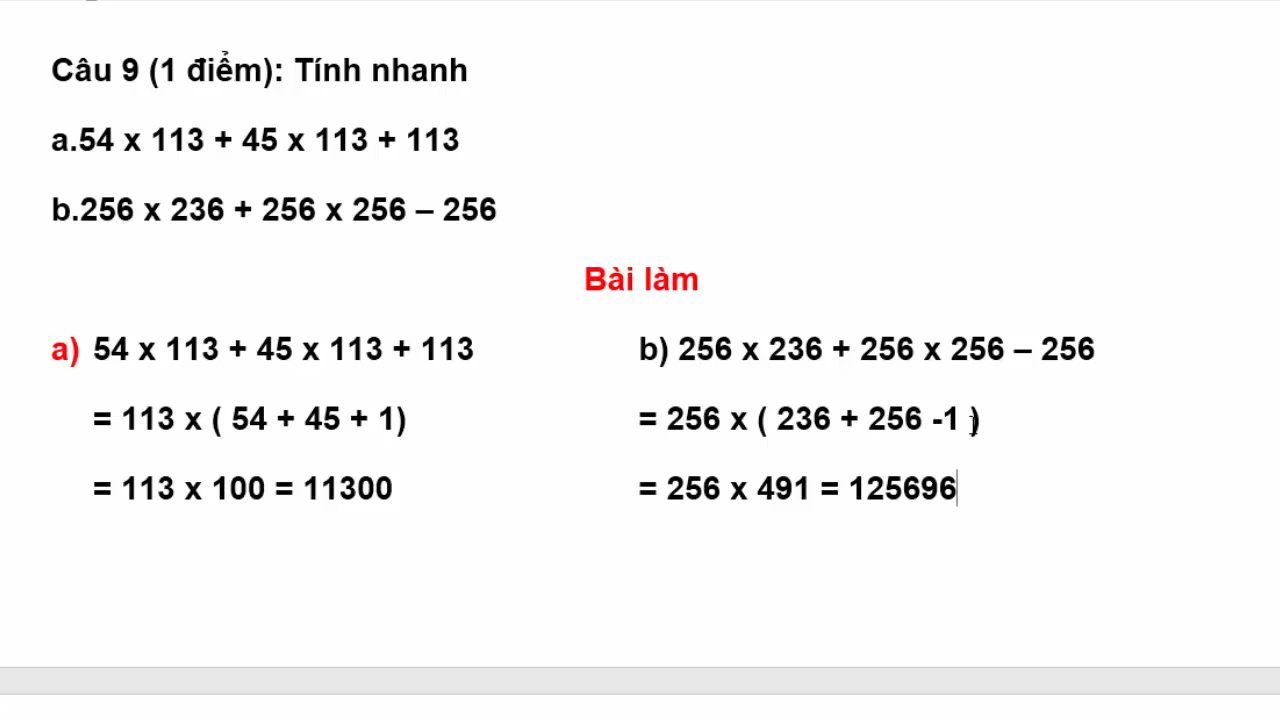 Câu 9 (1 điểm): Tính nhanh
a.54 x 113 + 45 x 113 + 113
b.256 x 236 + 256 x 256 – 256
Bài làm
a) 54 x 113 + 45 x 113 + 113
= 113 x ( 54 + 45 + 1)
= 113 x 100 = 11300
b) 256 x 236 + 256 x 256 – 256
= 256 x ( 236 + 256 -1 )
= 256 x 491 = 125696